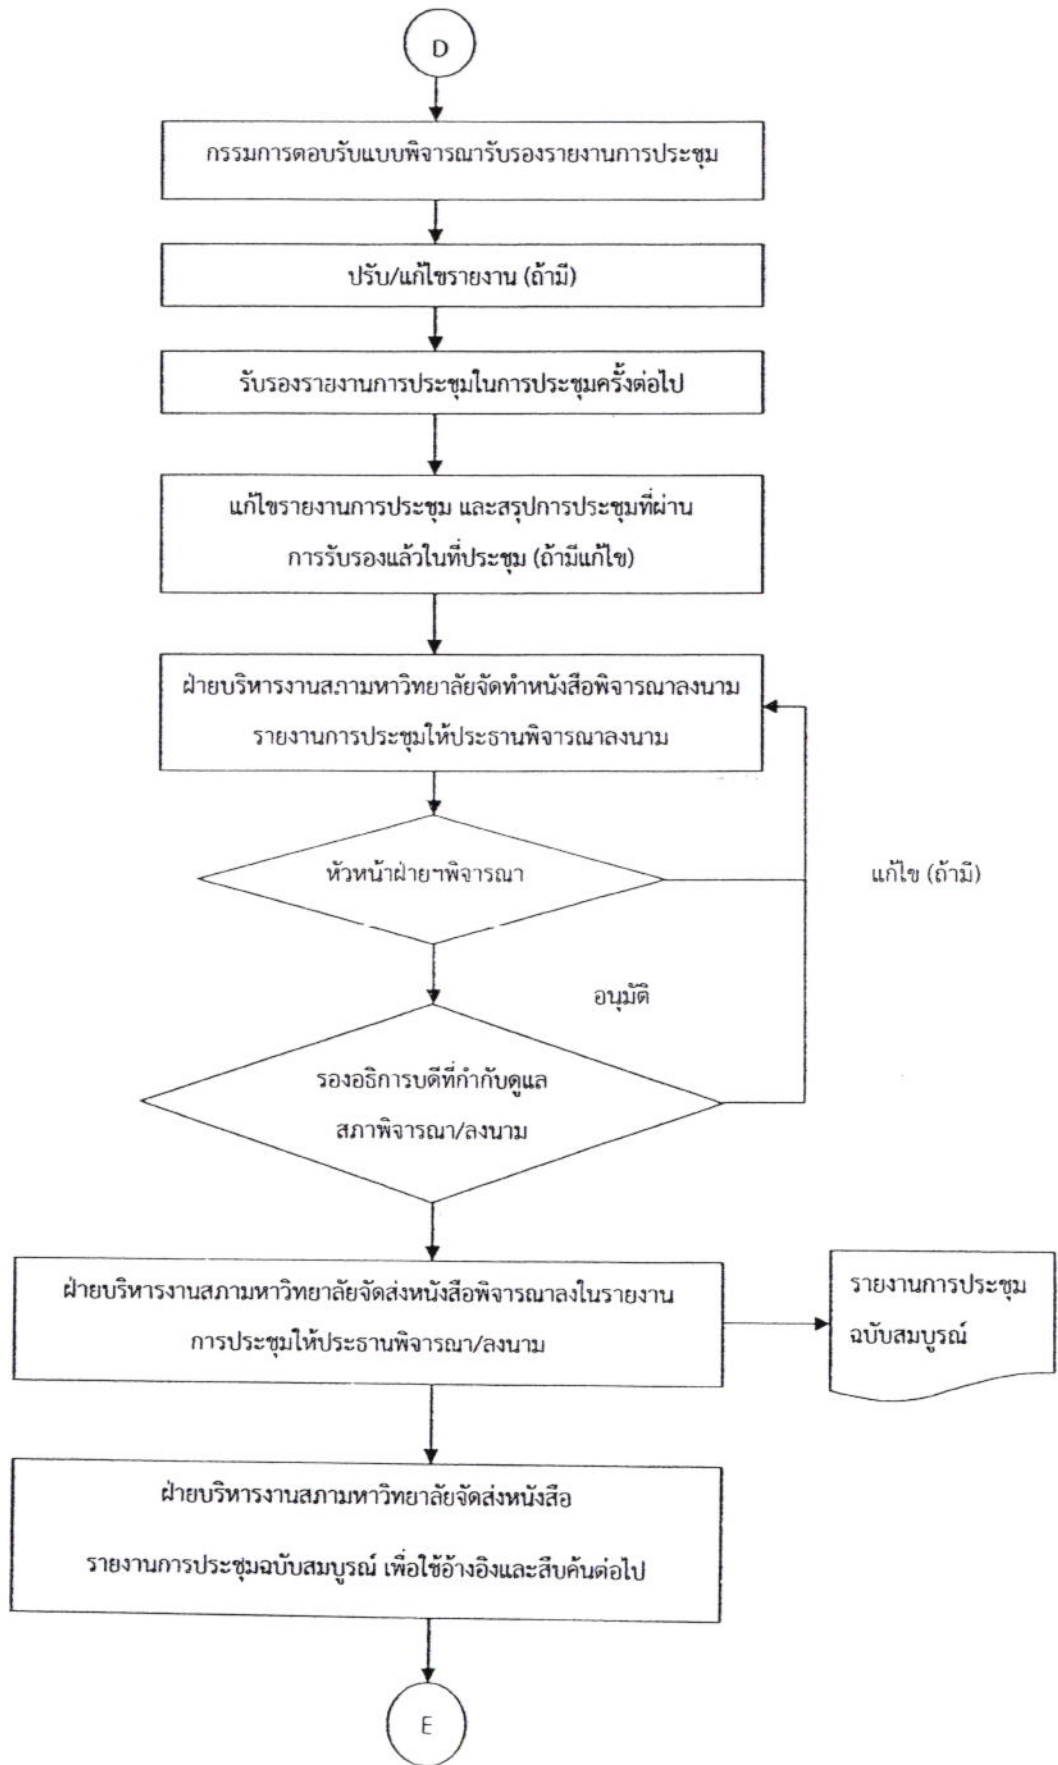 D
กรรมการตอบรับแบบพิจารณารับรองรายงานการประชุม
ปรับ/แก้ไขรายงาน (ถ้ามี)
รับรองรายงานการประชุมในการประชุมครั้งต่อไป
แก้ไขรายงานการประชุม และสรุปการประชุมที่ผ่าน
การรับรองแล้วในที่ประชุม (ถ้ามีแก้ไข)
ฝ่ายบริหารงานสภามหาวิทยาลัยจัดทำหนังสือพิจารณาลงนาม
รายงานการประชุมให้ประธานพิจารณาลงนาม
หัวหน้าฝ่ายฯพิจารณา
แก้ไข (ถ้ามี)
อนุมัติ
รองอธิการบดีที่กำกับดูแล
สภาพิจารณา/ลงนาม
ฝ่ายบริหารงานสภามหาวิทยาลัยจัดส่งหนังสือพิจารณาลงในรายงาน
การประชุมให้ประธานพิจารณา/ลงนาม
รายงานการประชุม
ฉบับสมบูรณ์
ฝ่ายบริหารงานสภามหาวิทยาลัยจัดส่งหนังสือ
รายงานการประชุมฉบับสมบูรณ์ เพื่อใช้อ้างอิงและสืบค้นต่อไป
E